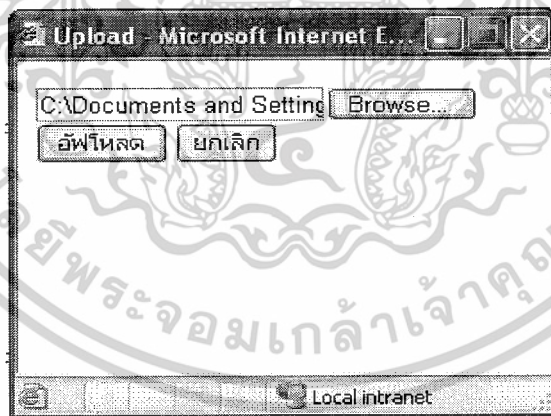 Upload - Microsoft Internet E...
C:\Documents and Setting Browse...
อัฟโหลด ยกเลิก
Local intranet